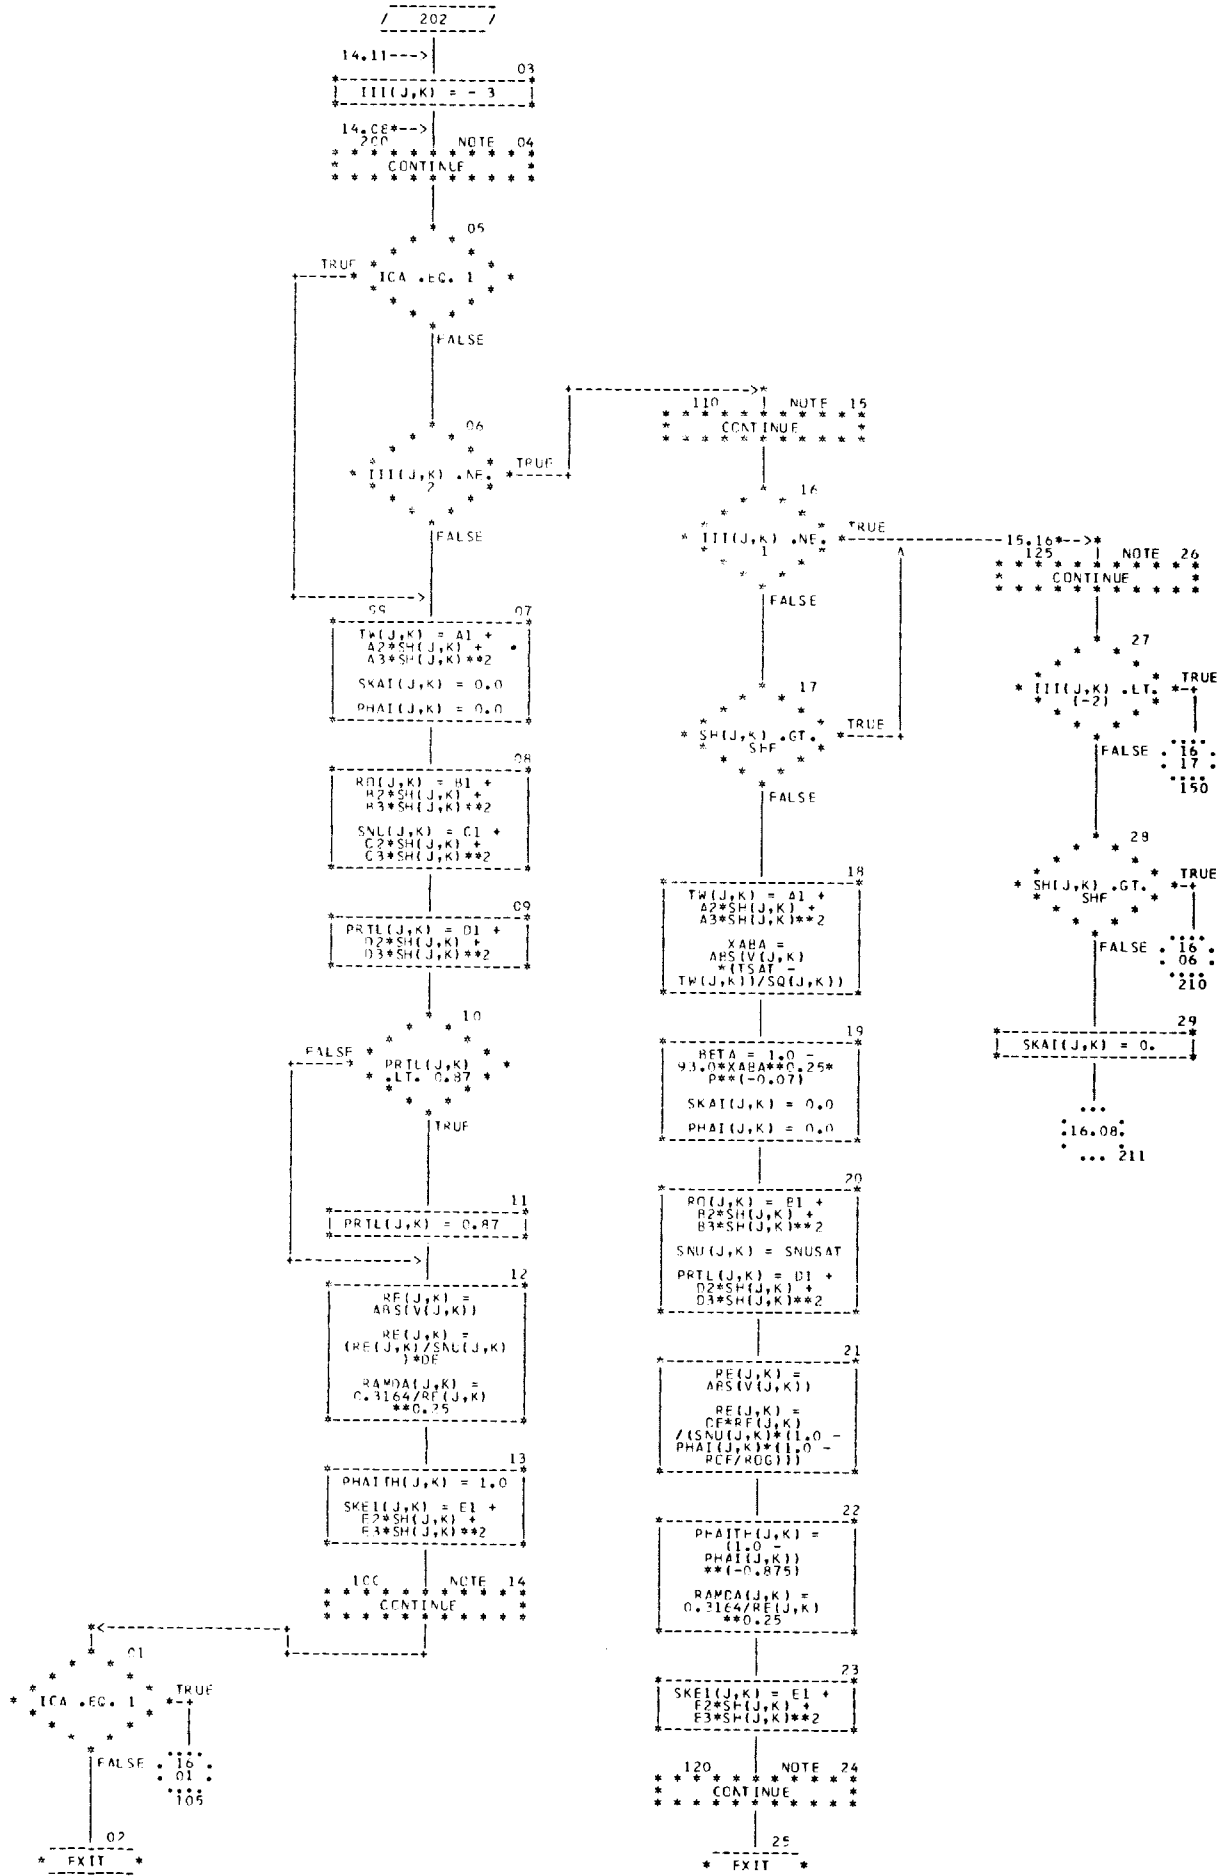 / 202 /
14.11--->
03
III(J,K) = - 3
14.08*-->
200 NOTE 04
CONTINUE
05
TRUE
ICA .EQ. 1
FALSE
06
III(J,K) .NE.
2
TRUE
FALSE
99 07
TW(J,K) = A1 +
A2*SH(J,K) +
A3*SH(J,K)**2
SKAI(J,K) = 0.0
PHAI(J,K) = 0.0
08
RO(J,K) = B1 +
B2*SH(J,K) +
B3*SH(J,K)**2
SNU(J,K) = C1 +
C2*SH(J,K) +
C3*SH(J,K)**2
09
PRTL(J,K) = D1 +
D2*SH(J,K) +
D3*SH(J,K)**2
10
FALSE
PRTL(J,K)
.LT. 0.87
TRUE
11
PRTL(J,K) = 0.87
12
RE(J,K) =
ABS(V(J,K))
RE(J,K) =
(RE(J,K)/SNU(J,K)
)*DE
RAMDA(J,K) =
0.3164/RE(J,K)
**0.25
13
PHAITH(J,K) = 1.0
SKE1(J,K) = E1 +
E2*SH(J,K) +
E3*SH(J,K)**2
100 NOTE 14
CONTINUE
01
ICA .EQ. 1
TRUE
FALSE
16
01
105
02
* EXIT *
110 NOTE 15
CONTINUE
16
III(J,K) .NE.
1
TRUE
FALSE
17
SH(J,K) .GT.
SHF
TRUE
FALSE
18
TW(J,K) = A1 +
A2*SH(J,K) +
A3*SH(J,K)**2
XABA =
ABS(V(J,K)
*(TSAT -
TW(J,K))/SQ(J,K))
19
BETA = 1.0 -
93.0*XABA**0.25*
P**(-0.07)
SKAI(J,K) = 0.0
PHAI(J,K) = 0.0
20
RO(J,K) = B1 +
B2*SH(J,K) +
B3*SH(J,K)**2
SNU(J,K) = SNUSAT
PRTL(J,K) = D1 +
D2*SH(J,K) +
D3*SH(J,K)**2
21
RE(J,K) =
ABS(V(J,K))
RE(J,K) =
DE*RE(J,K)
/(SNU(J,K)*(1.0 -
PHAI(J,K)*(1.0 -
ROF/ROG)))
22
PHAITH(J,K) =
(1.0 -
PHAI(J,K))
**(-0.875)
RAMDA(J,K) =
0.3164/RE(J,K)
**0.25
23
SKE1(J,K) = E1 +
E2*SH(J,K) +
E3*SH(J,K)**2
120 NOTE 24
CONTINUE
25
* EXIT *
15.16*-->
125 NOTE 26
CONTINUE
27
III(J,K) .LT.
(-2)
TRUE
FALSE
16
17
150
28
SH(J,K) .GT.
SHF
TRUE
FALSE
16
06
210
29
SKAI(J,K) = 0.
16.08
211